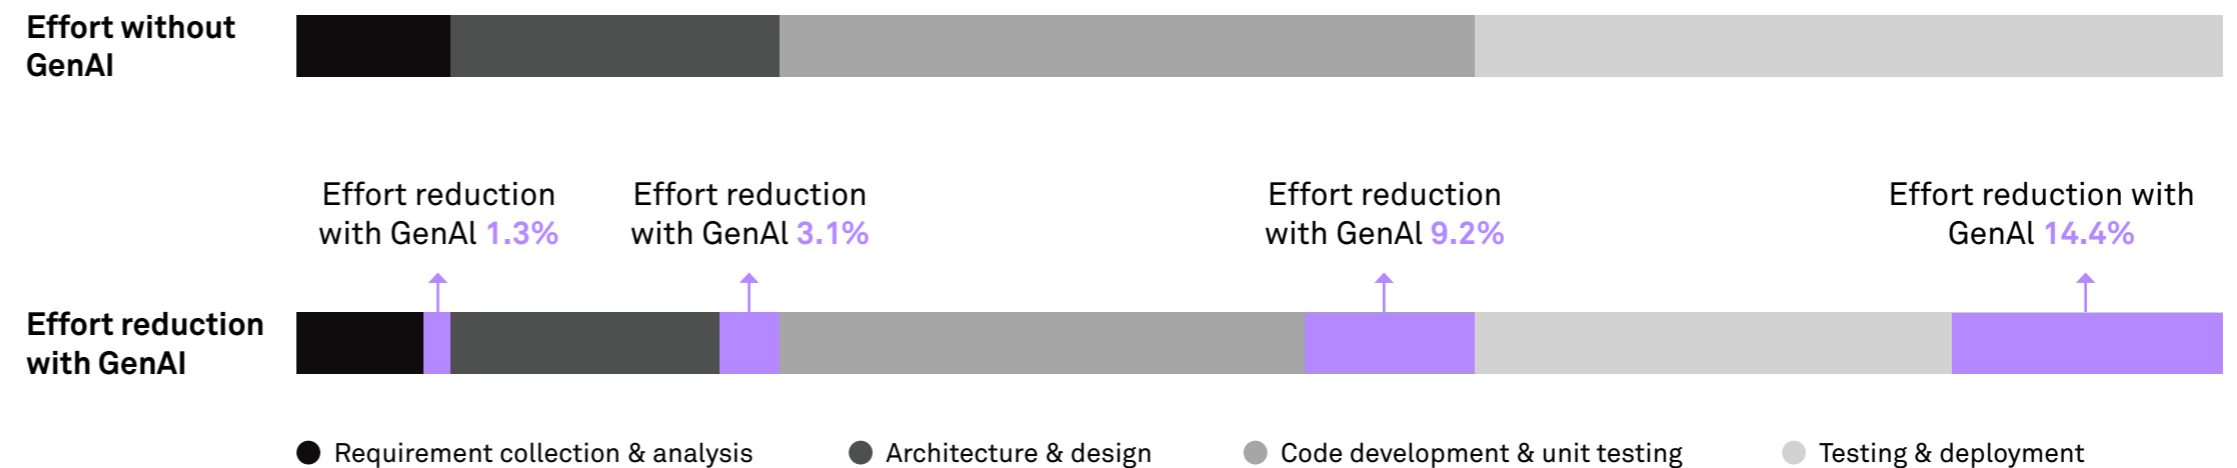 Effort without
GenAI
Effort reduction
with GenAI 1.3%
Effort reduction
with GenAI 3.1%
Effort reduction
with GenAI 9.2%
Effort reduction with
GenAI 14.4%
Effort reduction
with GenAI
Requirement collection & analysis
Architecture & design
Code development & unit testing
Testing & deployment